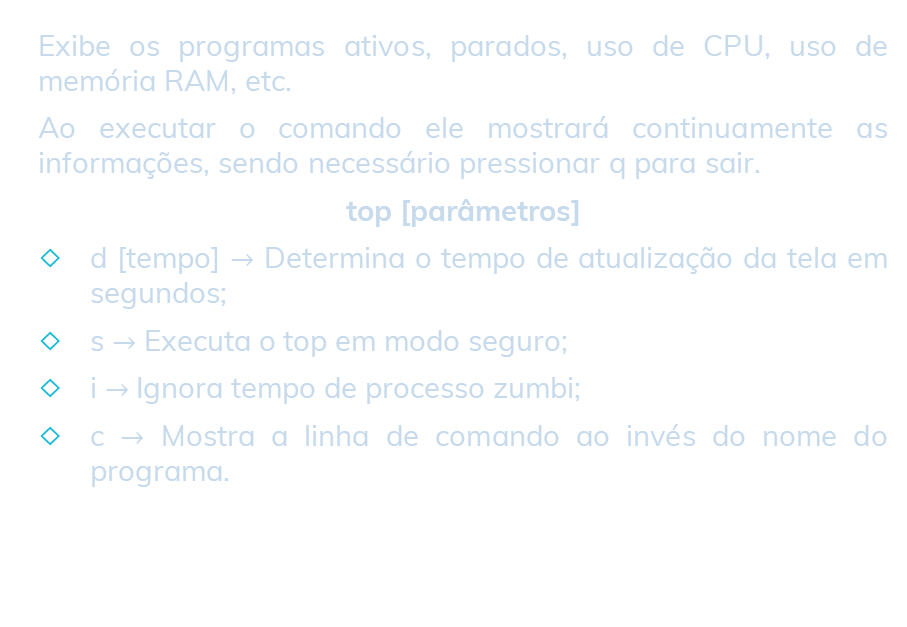 Exibe os programas ativos, parados, uso de CPU, uso de
memória RAM, etc.
Ao executar o comando ele mostrará continuamente as
informações, sendo necessário pressionar q para sair.
top [parâmetros]
d [tempo] → Determina o tempo de atualização da tela em
segundos;
s → Executa o top em modo seguro;
i → Ignora tempo de processo zumbi;
c → Mostra a linha de comando ao invés do nome do
programa.